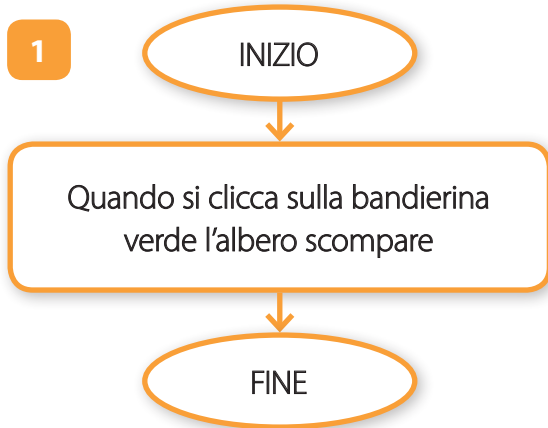 1
INIZIO
Quando si clicca sulla bandierina
verde l'albero scompare
FINE